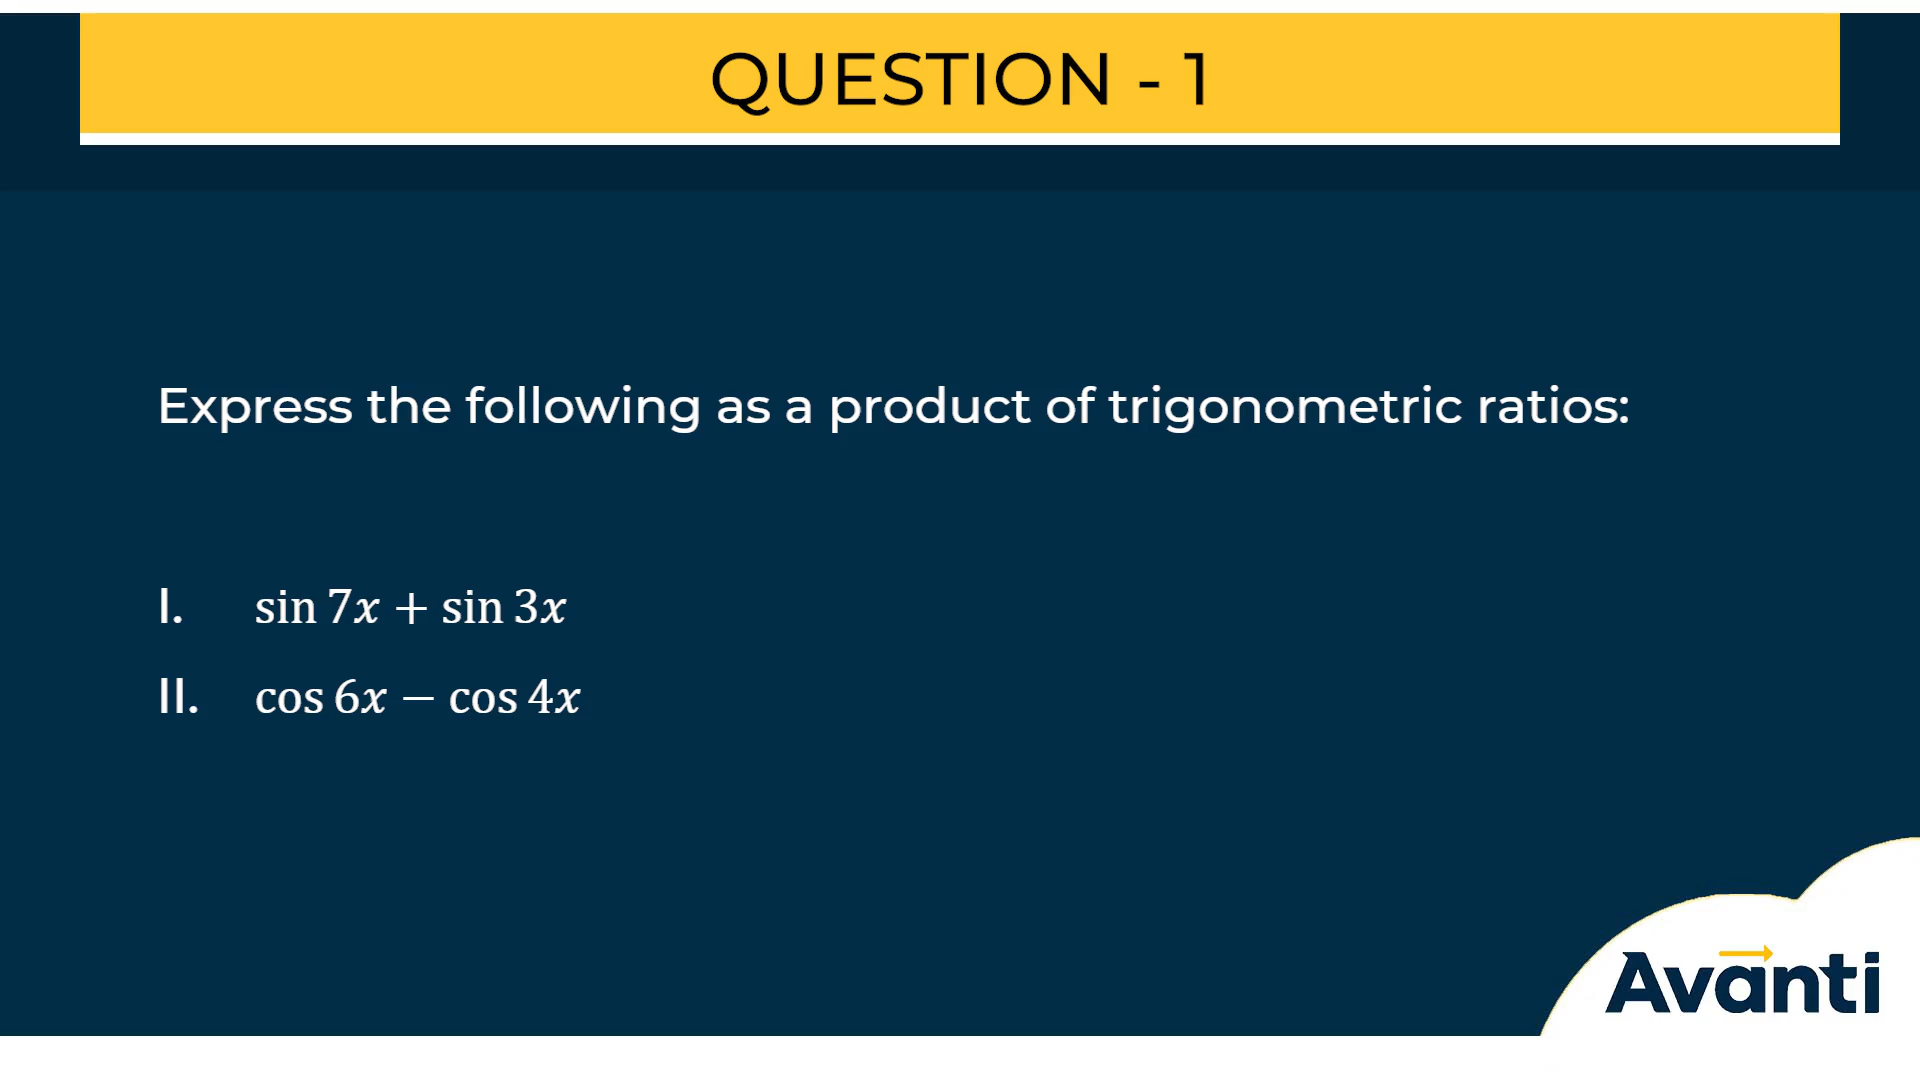 QUESTION - 1
Express the following as a product of trigonometric ratios:
I. sin 7x + sin 3x
II. cos 6x − cos 4x
Avanti